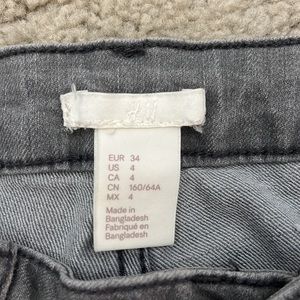 H&M
EUR 34
US 4
CA 4
CN 160/64A
MX 4
Made in
Bangladesh
Fabriqué en
Bangladesh